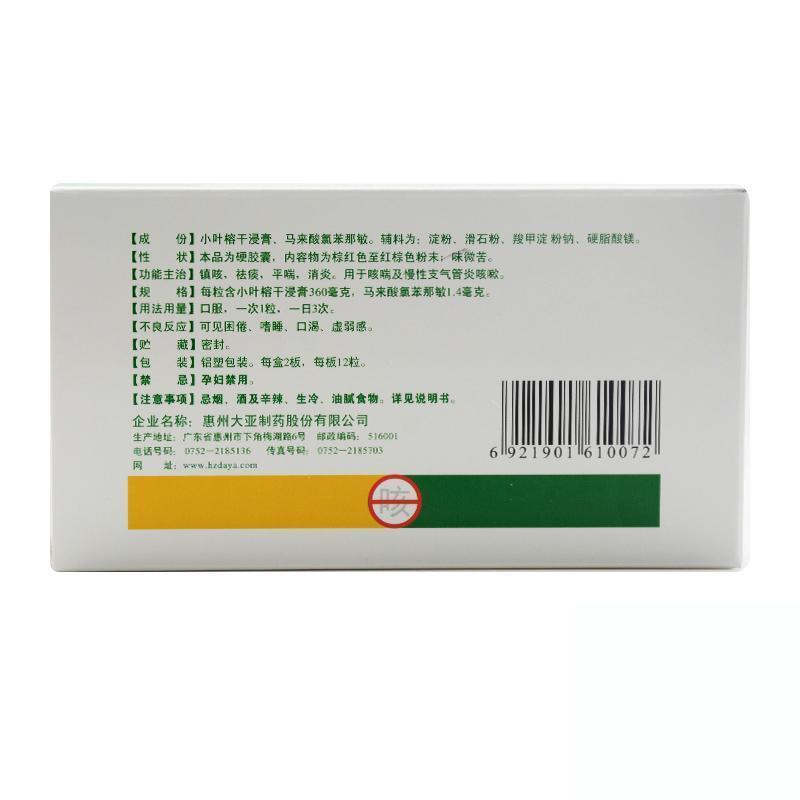 【成　份】小叶榕干浸膏、马来酸氯苯那敏。辅料为：淀粉、滑石粉、羧甲淀粉钠、硬脂酸镁。
【性　状】本品为硬胶囊，内容物为棕红色至红棕色粉末；味微苦。
【功能主治】镇咳，祛痰，平喘，消炎。用于咳喘及慢性支气管炎咳嗽。
【规　格】每粒含小叶榕干浸膏360毫克，马来酸氯苯那敏1.4毫克。
【用法用量】口服，一次1粒，一日3次。
【不良反应】可见困倦、嗜睡、口渴、虚弱感。
【贮　藏】密封。
【包　装】铝塑包装。每盒2板，每板12粒。
【禁　忌】孕妇禁用。
【注意事项】忌烟、酒及辛辣、生冷、油腻食物。详见说明书。
企业名称：惠州大亚制药股份有限公司
生产地址：广东省惠州市下角梅湖路6号　邮政编码：516001
电话号码：0752－2185136　传真号码：0752－2185703
网　址：www.hzdaya.com
6 921901 610072
咳